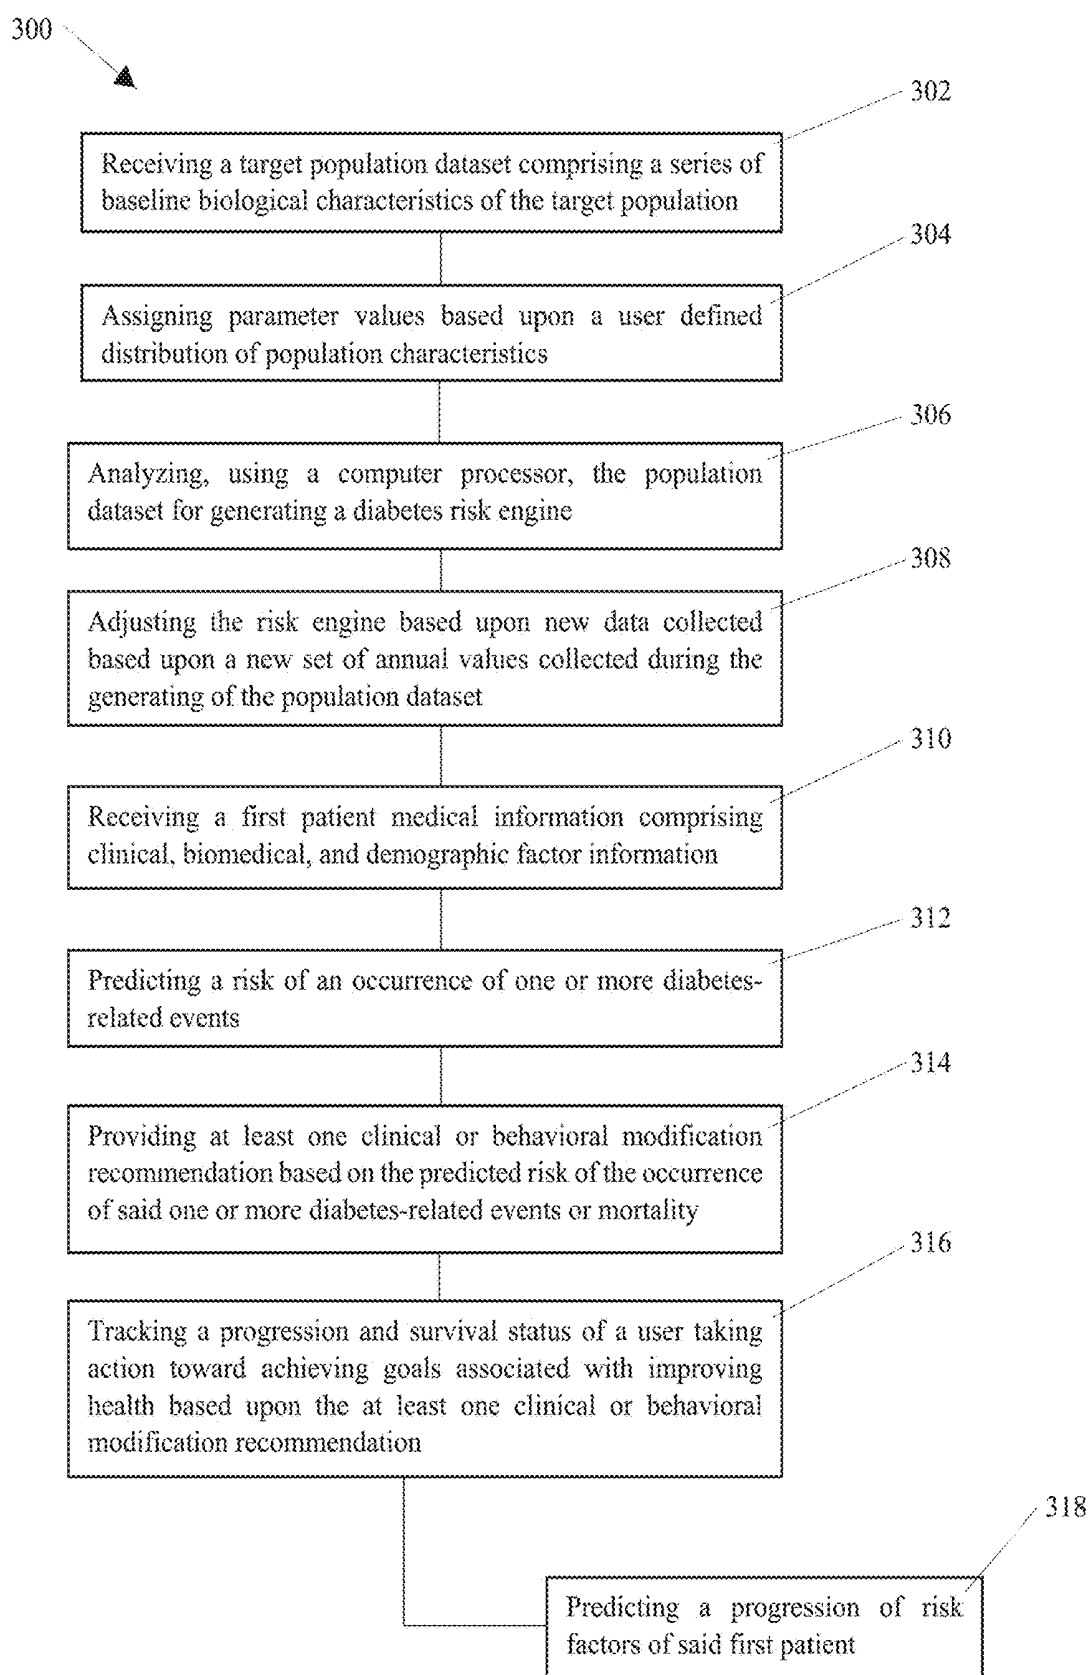 300
302
Receiving a target population dataset comprising a series of
baseline biological characteristics of the target population
304
Assigning parameter values based upon a user defined
distribution of population characteristics
306
Analyzing, using a computer processor, the population
dataset for generating a diabetes risk engine
308
Adjusting the risk engine based upon new data collected
based upon a new set of annual values collected during the
generating of the population dataset
310
Receiving a first patient medical information comprising
clinical, biomedical, and demographic factor information
312
Predicting a risk of an occurrence of one or more diabetes-
related events
314
Providing at least one clinical or behavioral modification
recommendation based on the predicted risk of the occurrence
of said one or more diabetes-related events or mortality
316
Tracking a progression and survival status of a user taking
action toward achieving goals associated with improving
health based upon the at least one clinical or behavioral
modification recommendation
318
Predicting a progression of risk
factors of said first patient